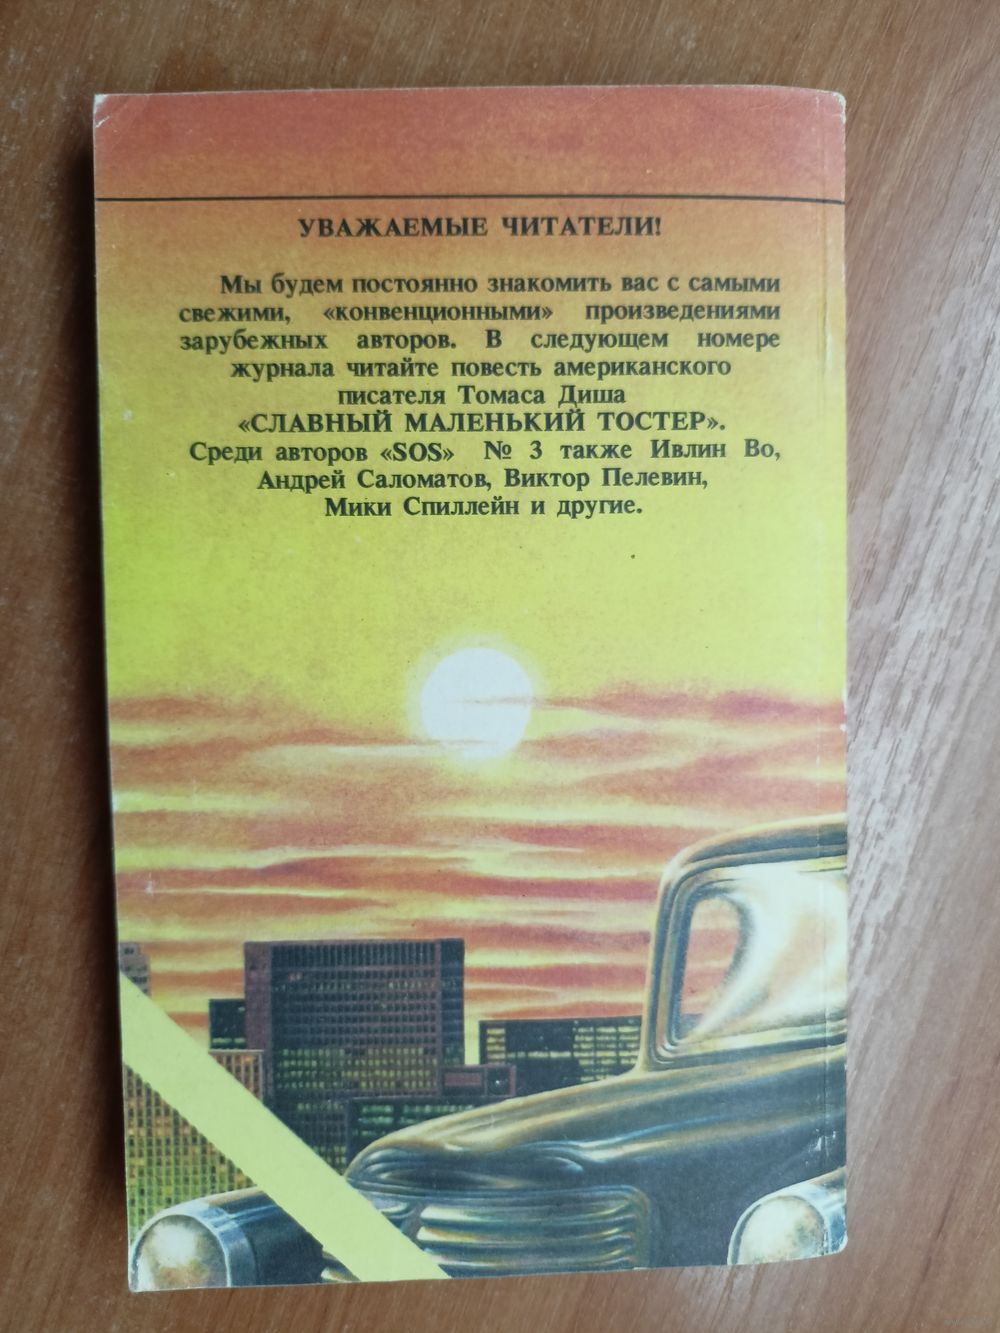 УВАЖАЕМЫЕ ЧИТАТЕЛИ!
Мы будем постоянно знакомить вас с самыми
свежими, «конвенционными» произведениями
зарубежных авторов. В следующем номере
журнала читайте повесть американского
писателя Томаса Диша
«СЛАВНЫЙ МАЛЕНЬКИЙ ТОСТЕР».
Среди авторов «SOS» № 3 также Ивлин Во,
Андрей Саломатов, Виктор Пелевин,
Мики Спиллейн и другие.